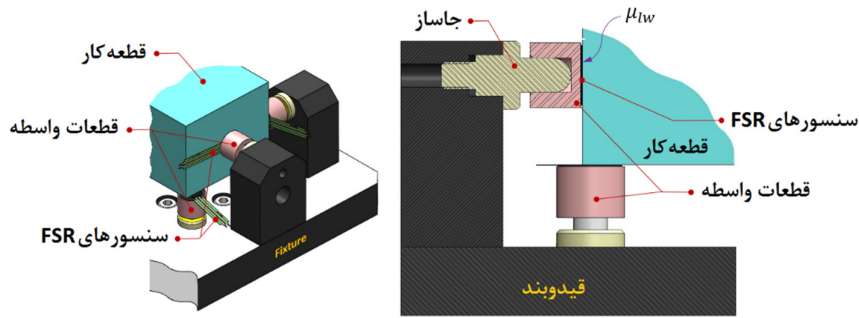 قطعه کار
قطعات واسطه
سنسورهای FSR
Fixture
جاساز
μlw
سنسورهای FSR
قطعه کار
قطعات واسطه
قیدوبند